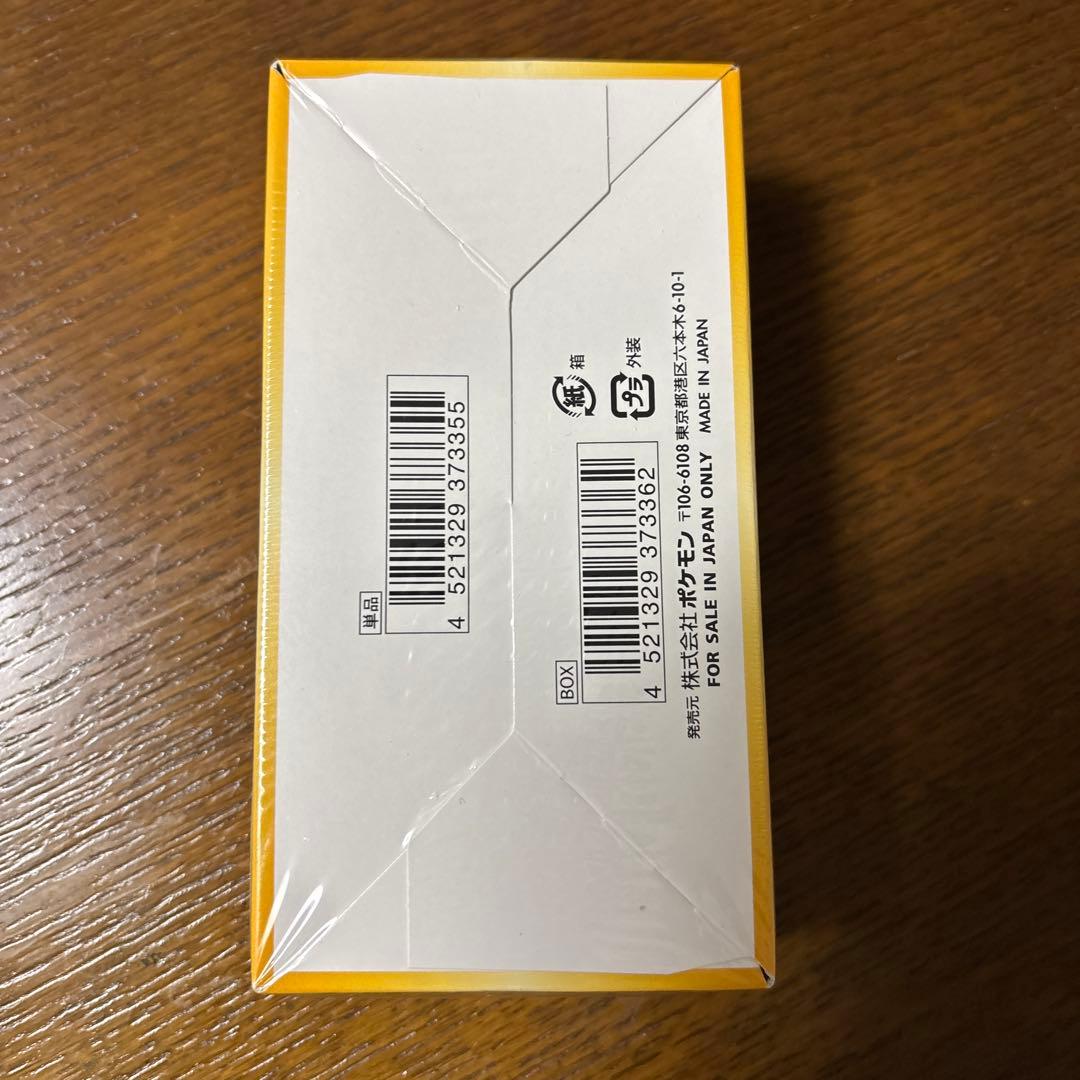 単品
4 521329 373355
BOX
4 521329 373362
紙 箱
プラ 外装
発売元 株式会社 ポケモン 〒106-6108 東京都港区六本木6-10-1
FOR SALE IN JAPAN ONLY MADE IN JAPAN